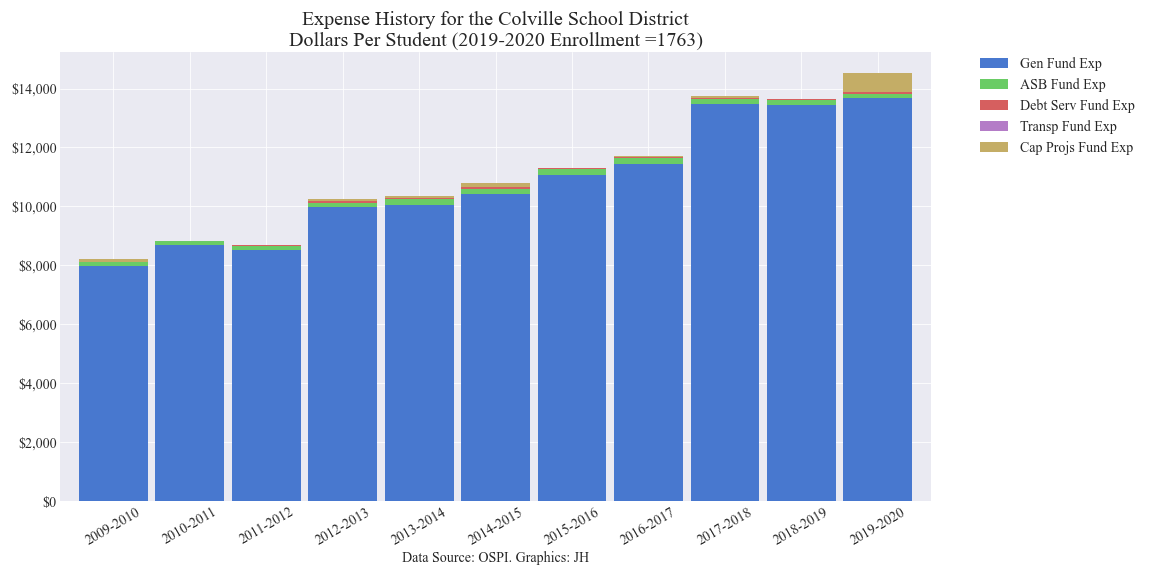 Expense History for the Colville School District
Dollars Per Student (2019-2020 Enrollment =1763)
Gen Fund Exp
ASB Fund Exp
Debt Serv Fund Exp
Transp Fund Exp
Cap Projs Fund Exp
$14,000
$12,000
$10,000
$8,000
$6,000
$4,000
$2,000
$0
2009-2010
2010-2011
2011-2012
2012-2013
2013-2014
2014-2015
2015-2016
2016-2017
2017-2018
2018-2019
2019-2020
Data Source: OSPI. Graphics: JH